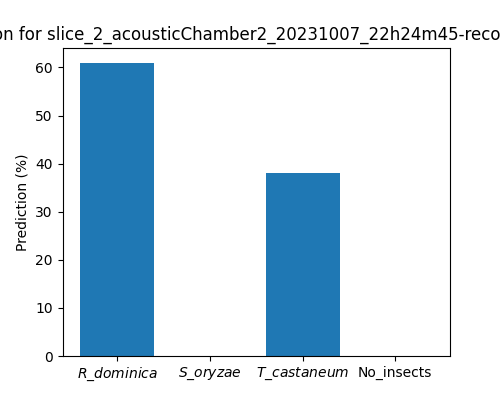 on for slice_2_acousticChamber2_20231007_22h24m45-reco
Prediction (%)
60
50
40
30
20
10
0
R_dominica S_oryzae T_castaneum No_insects